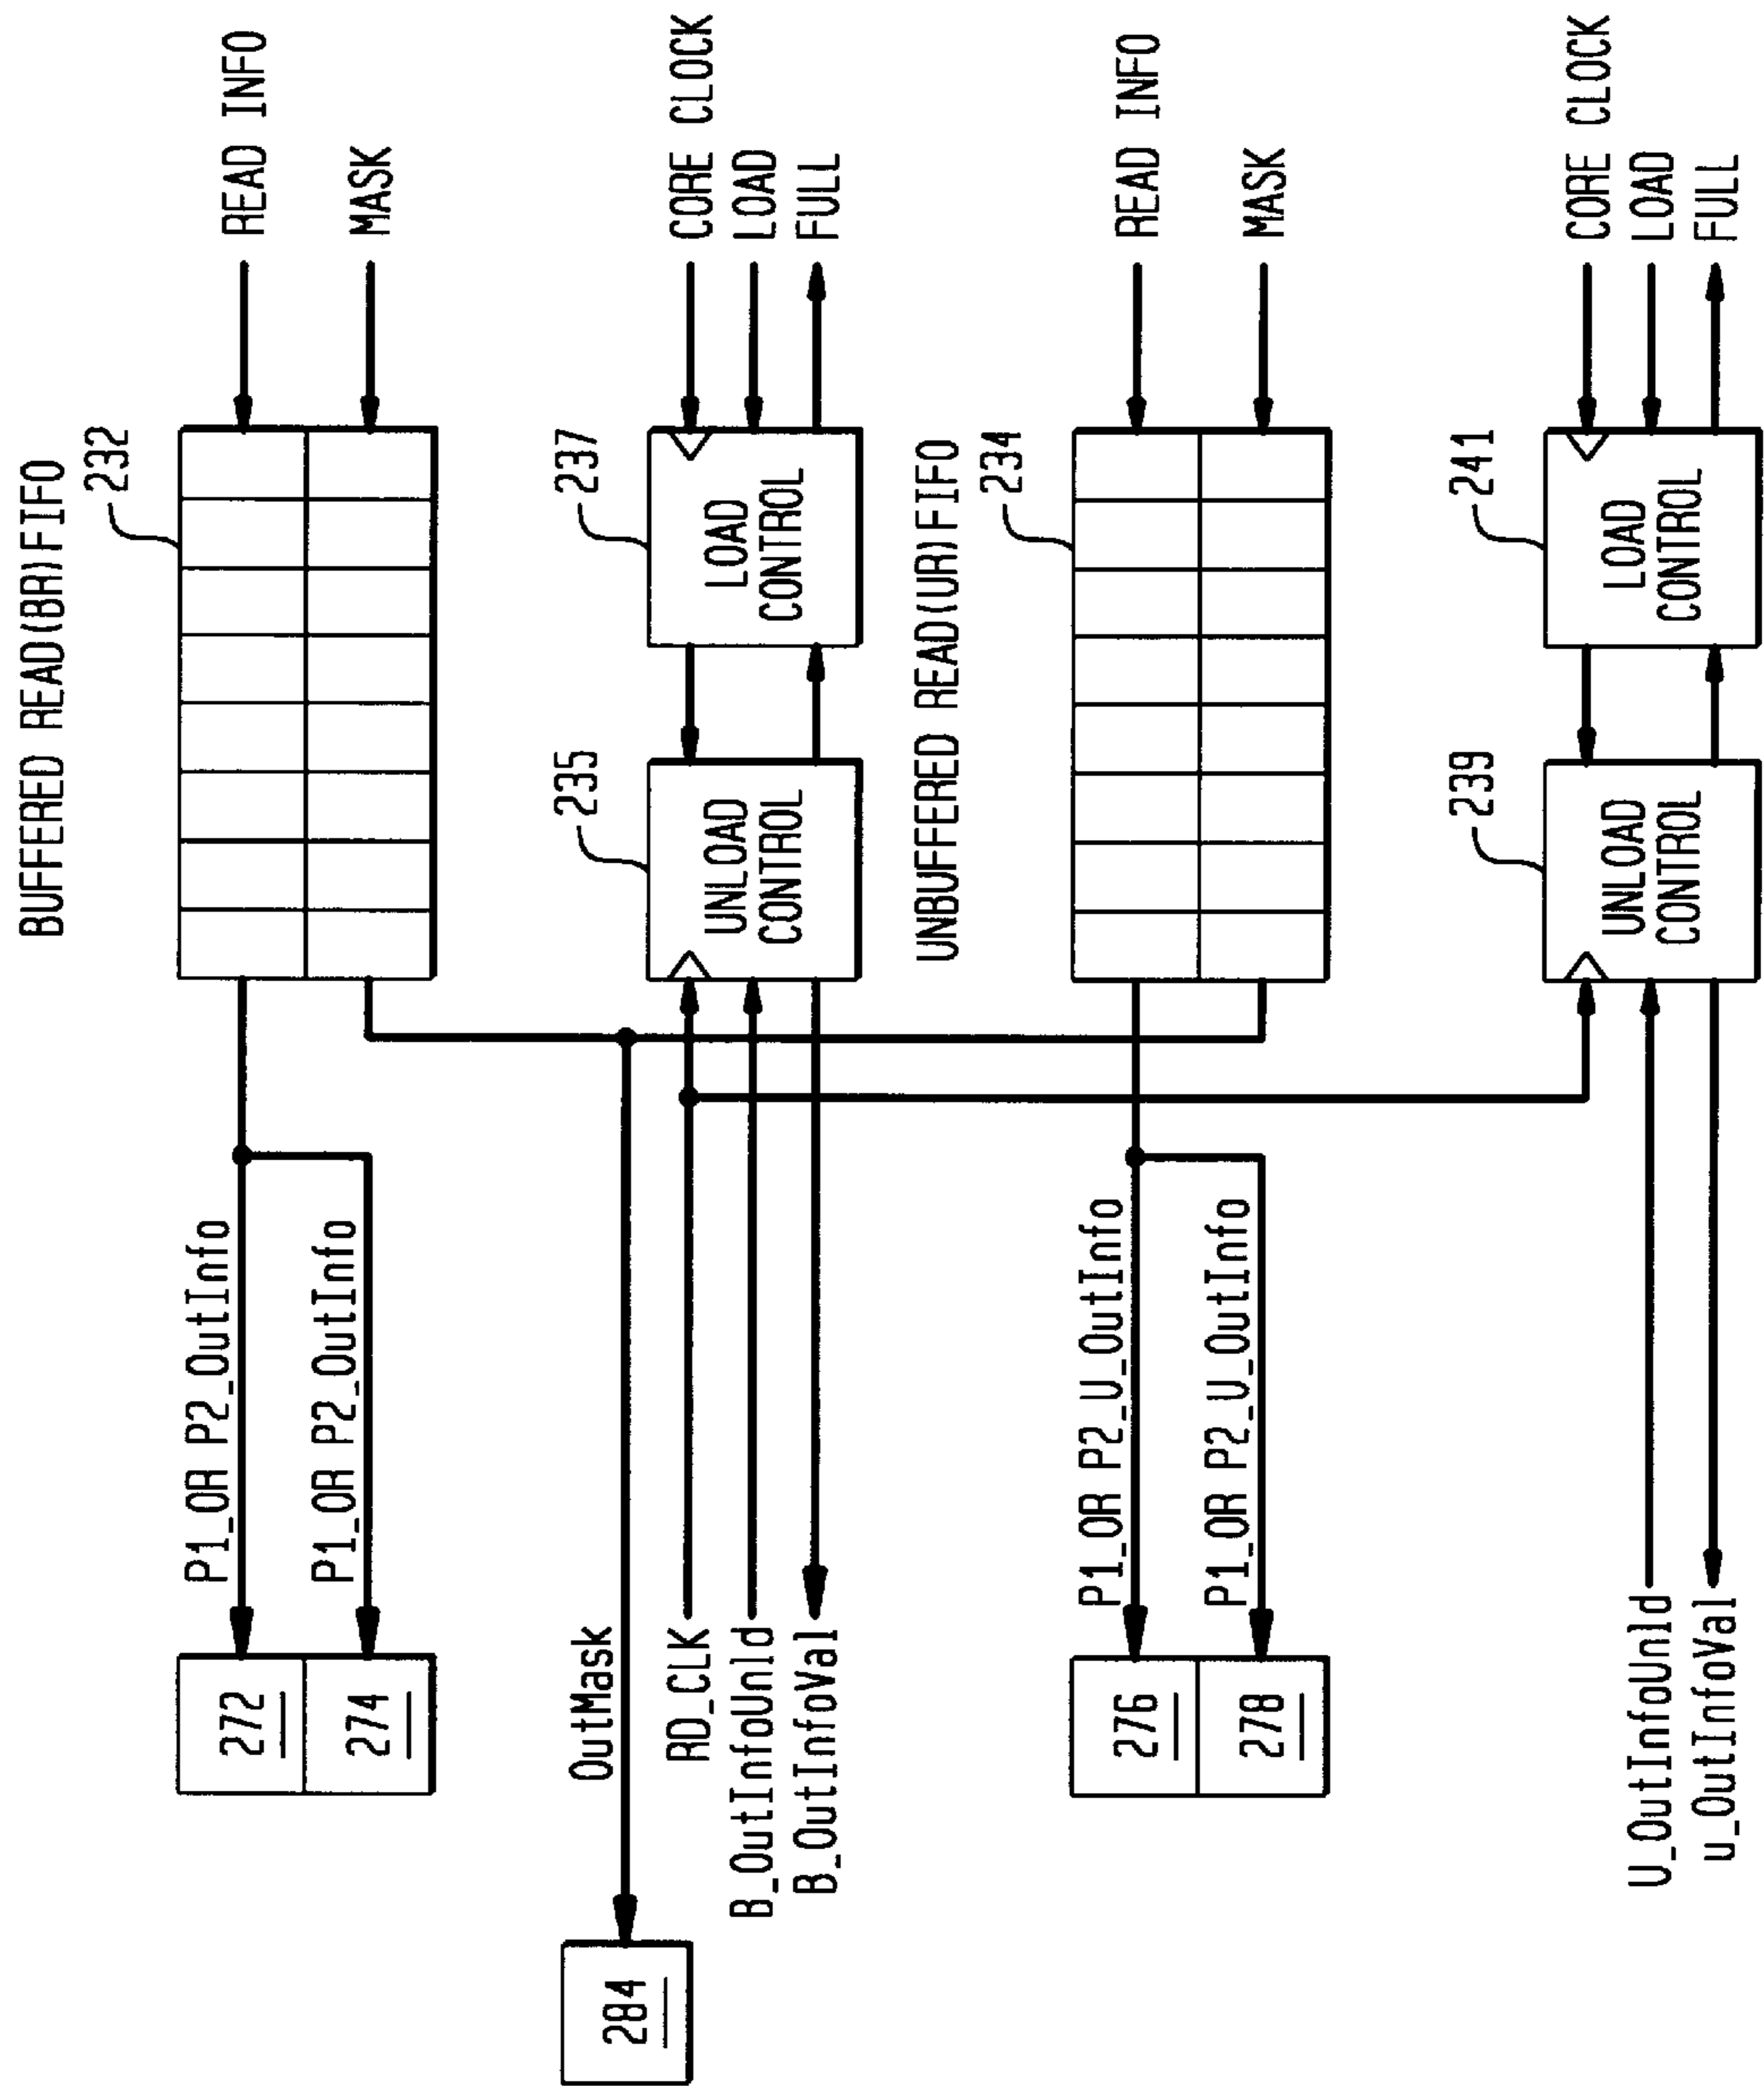 BUFFERED READ(BR)FIFO
232
READ INFO
MASK
P1_OR P2_OutInfo
P1_OR P2_OutInfo
272
274
284
OutMask
RD_CLK
B_OutInfoUnld
B_OutInfoVal
235
UNLOAD
CONTROL
237
LOAD
CONTROL
CORE CLOCK
LOAD
FULL
UNBUFFERED READ(UR)FIFO
234
READ INFO
MASK
P1_OR P2_U_OutInfo
P1_OR P2_U_OutInfo
276
278
U_OutInfoUnld
u_OutInfoVal
239
UNLOAD
CONTROL
241
LOAD
CONTROL
CORE CLOCK
LOAD
FULL